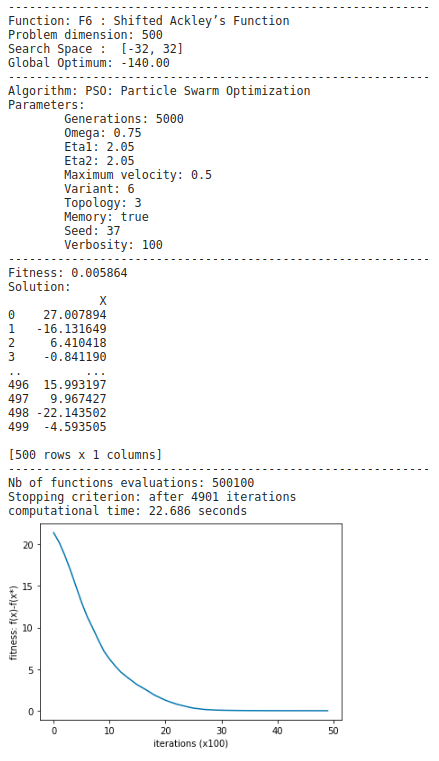 ------------------------------------------------------------
Function: F6 : Shifted Ackley’s Function
Problem dimension: 500
Search Space :  [-32, 32]
Global Optimum: -140.00
------------------------------------------------------------
Algorithm: PSO: Particle Swarm Optimization
Parameters:
        Generations: 5000
        Omega: 0.75
        Eta1: 2.05
        Eta2: 2.05
        Maximum velocity: 0.5
        Variant: 6
        Topology: 3
        Memory: true
        Seed: 37
        Verbosity: 100
------------------------------------------------------------
Fitness: 0.005864
Solution:
             X
0    27.007894
1   -16.131649
2     6.410418
3    -0.841190
..         ...
496  15.993197
497   9.967427
498 -22.143502
499  -4.593505
[500 rows x 1 columns]
------------------------------------------------------------
Nb of functions evaluations: 500100
Stopping criterion: after 4901 iterations
computational time: 22.686 seconds
fitness: f(x)-f(x*)
20
15
10
5
0
0 10 20 30 40 50
iterations (x100)